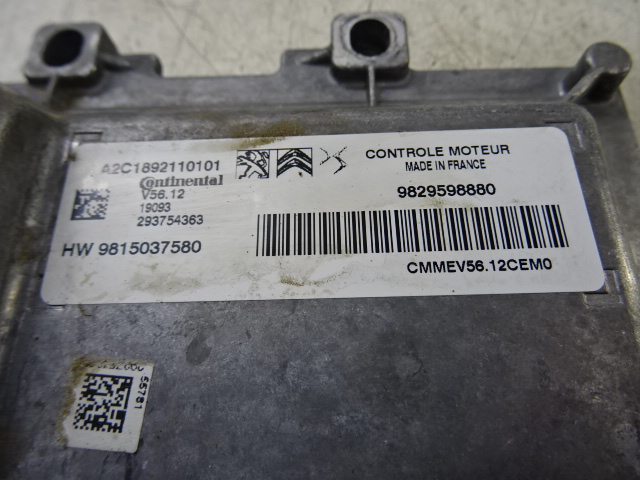 A2C1892110101
Continental
V56.12
19093
293754363
HW 9815037580
CONTROLE MOTEUR
MADE IN FRANCE
9829598880
CMMEV56.12CEM0
55781